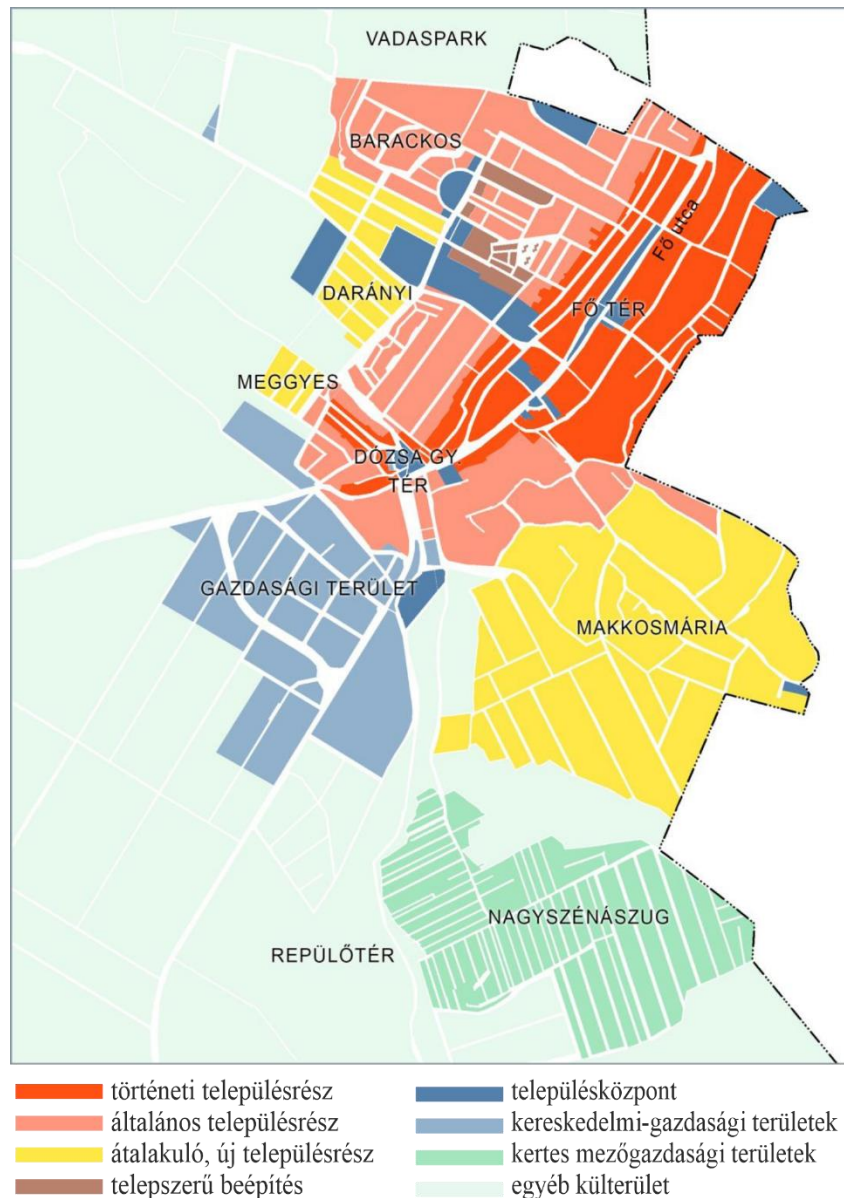 VADASPARK
BARACKOS
Fő utca
DARÁNYI
FŐ TÉR
MEGGYES
DÓZSA GY.
TÉR
GAZDASÁGI TERÜLET
MAKKOSMÁRIA
NAGYSZÉNÁSZUG
REPÜLŐTÉR
történeti településrész
általános településrész
átalakuló, új településrész
telepszerű beépítés
településközpont
kereskedelmi-gazdasági területek
kertes mezőgazdasági területek
egyéb külterület